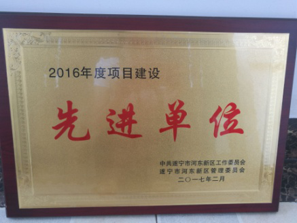 2016年度项目建设
先进单位
中共遂宁市河东新区工作委员会
遂宁市河东新区管理委员会
二〇一七年二月